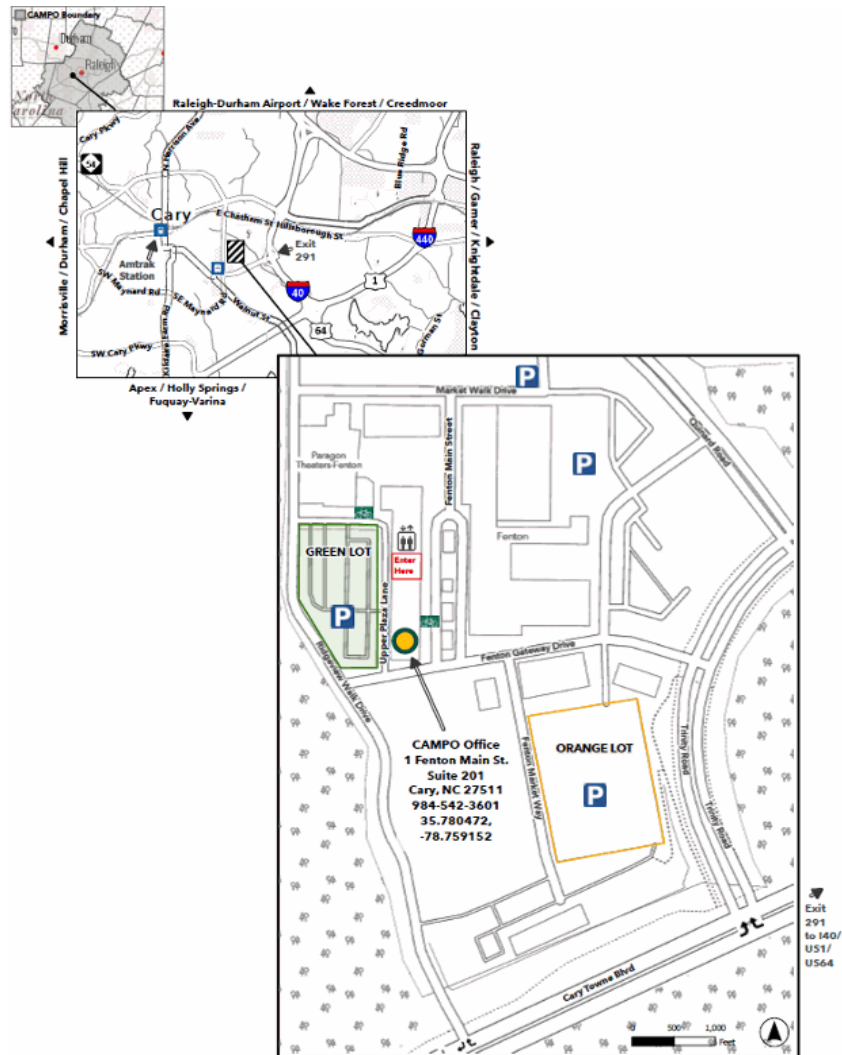 CAMPO Boundary
Durham
Raleigh
North
Carolina
Raleigh-Durham Airport / Wake Forest / Creedmoor
Cary Pkwy
N Harrison Ave
Blue Ridge Rd
54
Cary
E Chatham St
Hillsborough St
440
Exit
291
Amtrak
Station
SW Maynard Rd
SE Maynard Rd
Walnut St
40
1
64
Kildaire Farm Rd
Gorman St
SW Cary Pkwy
Morrisville / Durham / Chapel Hill
Raleigh / Garner / Knightdale / Clayton
Apex / Holly Springs /
Fuquay-Varina
P
Market Walk Drive
Fenton Main Street
Quinard Road
Paragon
Theaters-Fenton
P
Fenton
Enter
Here
GREEN LOT
P
Upper Plaza Lane
Ridgeview Walk Drive
Fenton Gateway Drive
CAMPO Office
1 Fenton Main St.
Suite 201
Cary, NC 27511
984-542-3601
35.780472,
-78.759152
Fenton Market Way
ORANGE LOT
P
Trinity Road
Trinity Road
Exit
291
to I40/
US1/
US64
Cary Towne Blvd
0 500 1,000
Feet